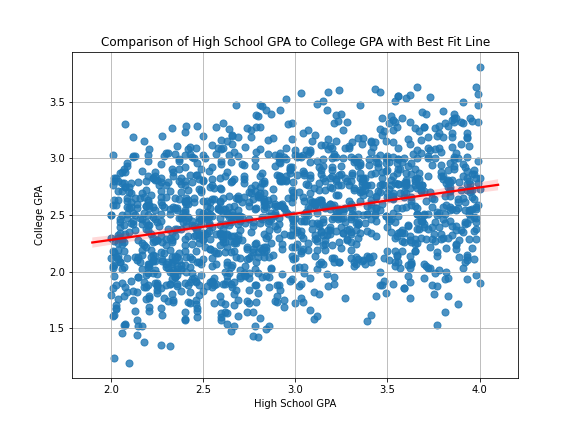 Comparison of High School GPA to College GPA with Best Fit Line
3.5
3.0
2.5
2.0
1.5
College GPA
2.0 2.5 3.0 3.5 4.0
High School GPA